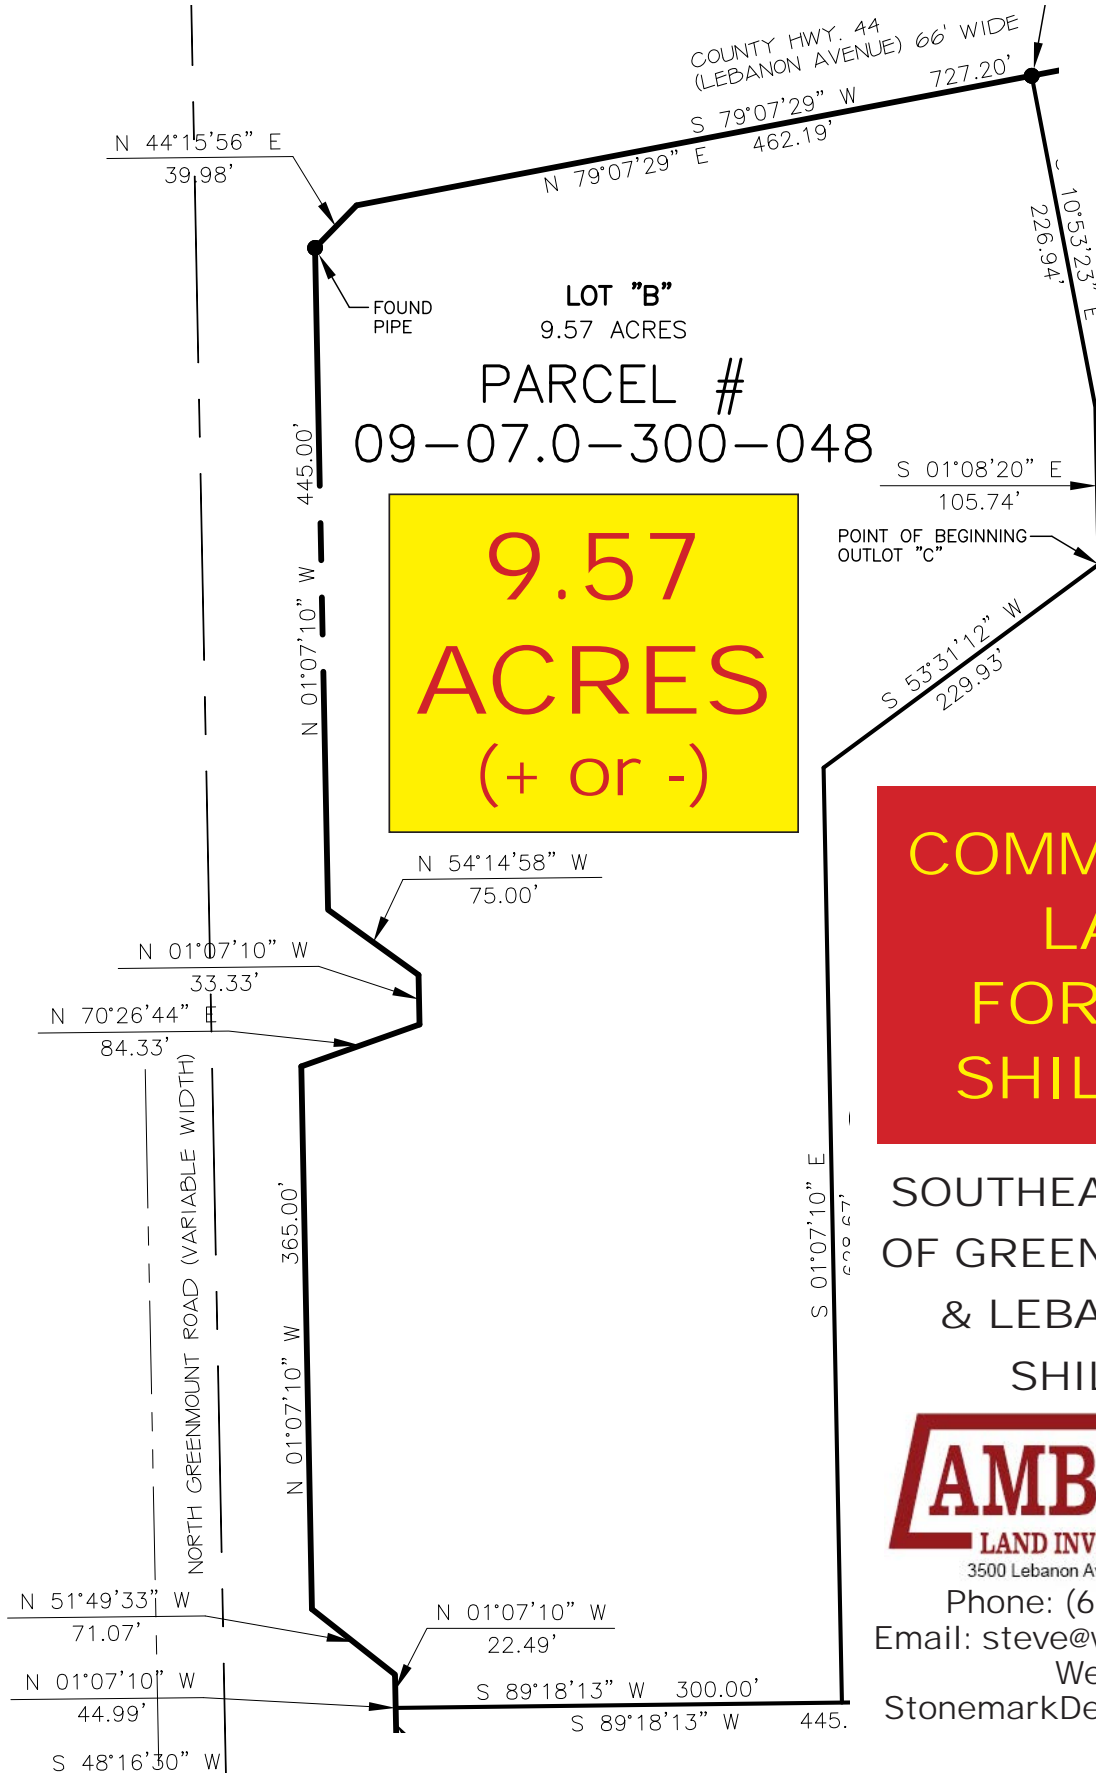 COUNTY HWY. 44
(LEBANON AVENUE) 66' WIDE
727.20'
S 79°07'29" W
462.19'
N 79°07'29" E
N 44°15'56" E
39.98'
10°53'23" E
226.94'
FOUND
PIPE
LOT "B"
9.57 ACRES
PARCEL #
09-07.0-300-048
S 01°08'20" E
105.74'
POINT OF BEGINNING
OUTLOT "C"
445.00'
N 01°07'10" W
9.57
ACRES
(+ or -)
S 53°31'12" W
229.93'
N 54°14'58" W
75.00'
N 01°07'10" W
33.33'
N 70°26'44" E
84.33'
NORTH GREENMOUNT ROAD (VARIABLE WIDTH)
365.00'
N 01°07'10" W
S 01°07'10" E
COMM
LA
FOR
SHIL
SOUTHEA
OF GREEN
& LEBA
SHIL
AMB
LAND INV
3500 Lebanon Av
Phone: (6
Email: steve@
We
StonemarkDe
N 51°49'33" W
71.07'
N 01°07'10" W
22.49'
N 01°07'10" W
44.99'
S 89°18'13" W 300.00'
S 89°18'13" W 445.
S 48°16'30" W